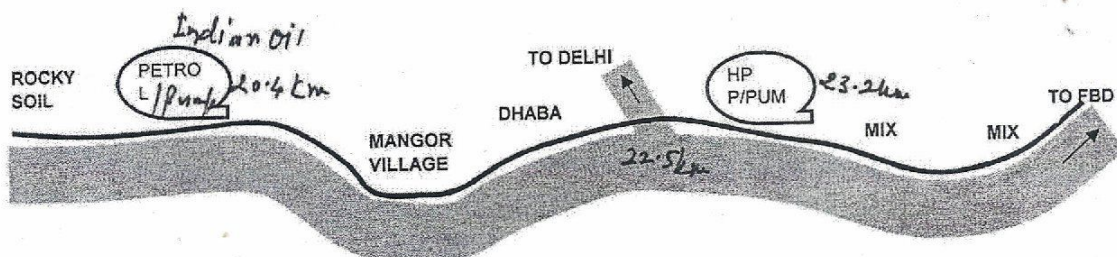 Indian oil
ROCKY
SOIL
PETRO
L /Pump
20.4 km
MANGOR
VILLAGE
DHABA
TO DELHI
22.5km
HP
P/PUM
23.2km
MIX
MIX
TO FBD